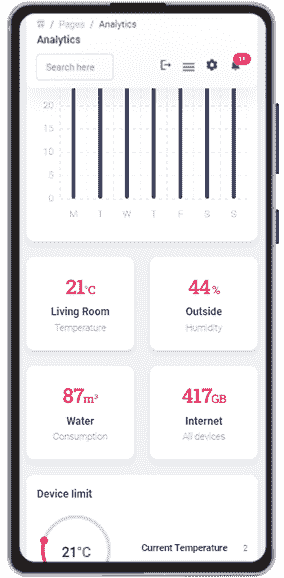 / Pages / Analytics
Analytics
Search here
20
15
10
5
0
M T W T F S S
21°C
44%
Living Room
Outside
Temperature
Humidity
87m³
417GB
Water
Internet
Consumption
All devices
Device limit
21°C
Current Temperature 2